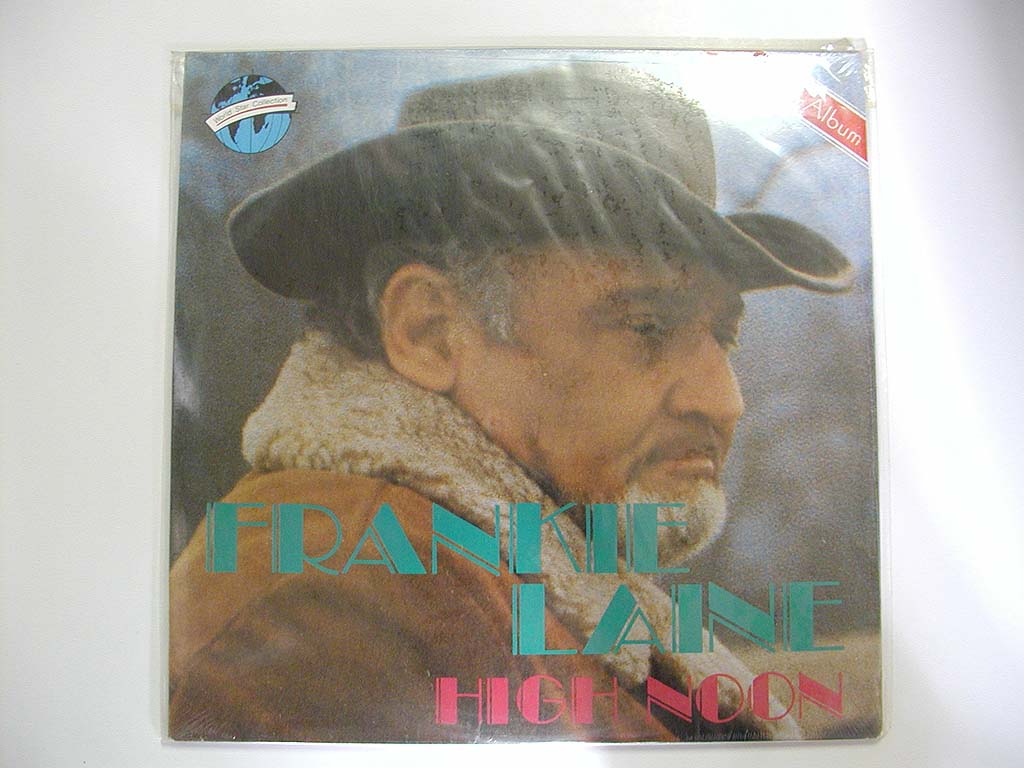 World Star Collection
Album
FRANKIE
LAINE
HIGH NOON